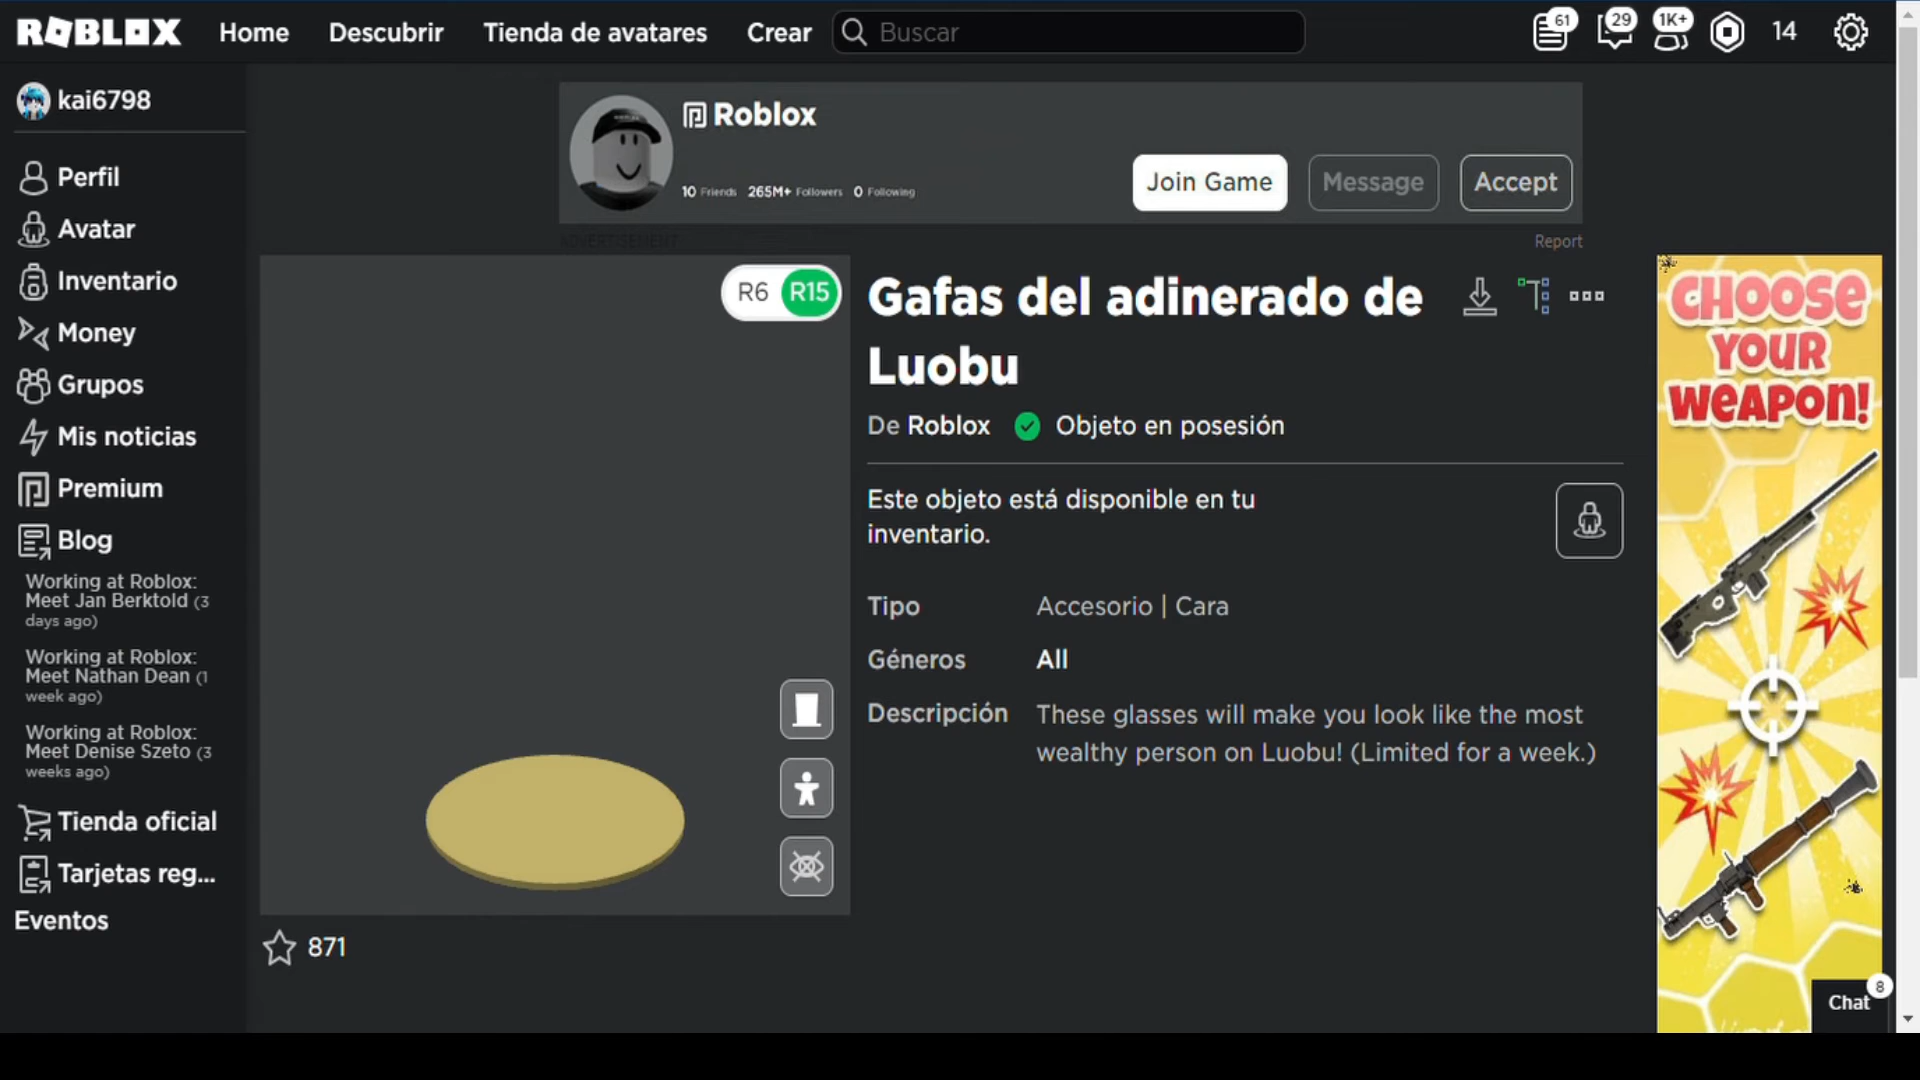 ROBLOX Home Descubrir Tienda de avatares Crear Buscar 61 29 1K+ 14
kai6798
Perfil
Avatar
Inventario
Money
Grupos
Mis noticias
Premium
Blog
Working at Roblox:
Meet Jan Berktold (3
days ago)
Working at Roblox:
Meet Nathan Dean (1
week ago)
Working at Roblox:
Meet Denise Szeto (3
weeks ago)
Tienda oficial
Tarjetas reg...
Eventos
Roblox
10 Friends 265M+ Followers 0 Following
Join Game Message Accept
ADVERTISEMENT
Report
R6 R15
871
Gafas del adinerado de
Luobu
De Roblox Objeto en posesión
Este objeto está disponible en tu
inventario.
Tipo Accesorio | Cara
Géneros All
Descripción These glasses will make you look like the most
wealthy person on Luobu! (Limited for a week.)
CHOOSE
YOUR
WEAPON!
Chat 8